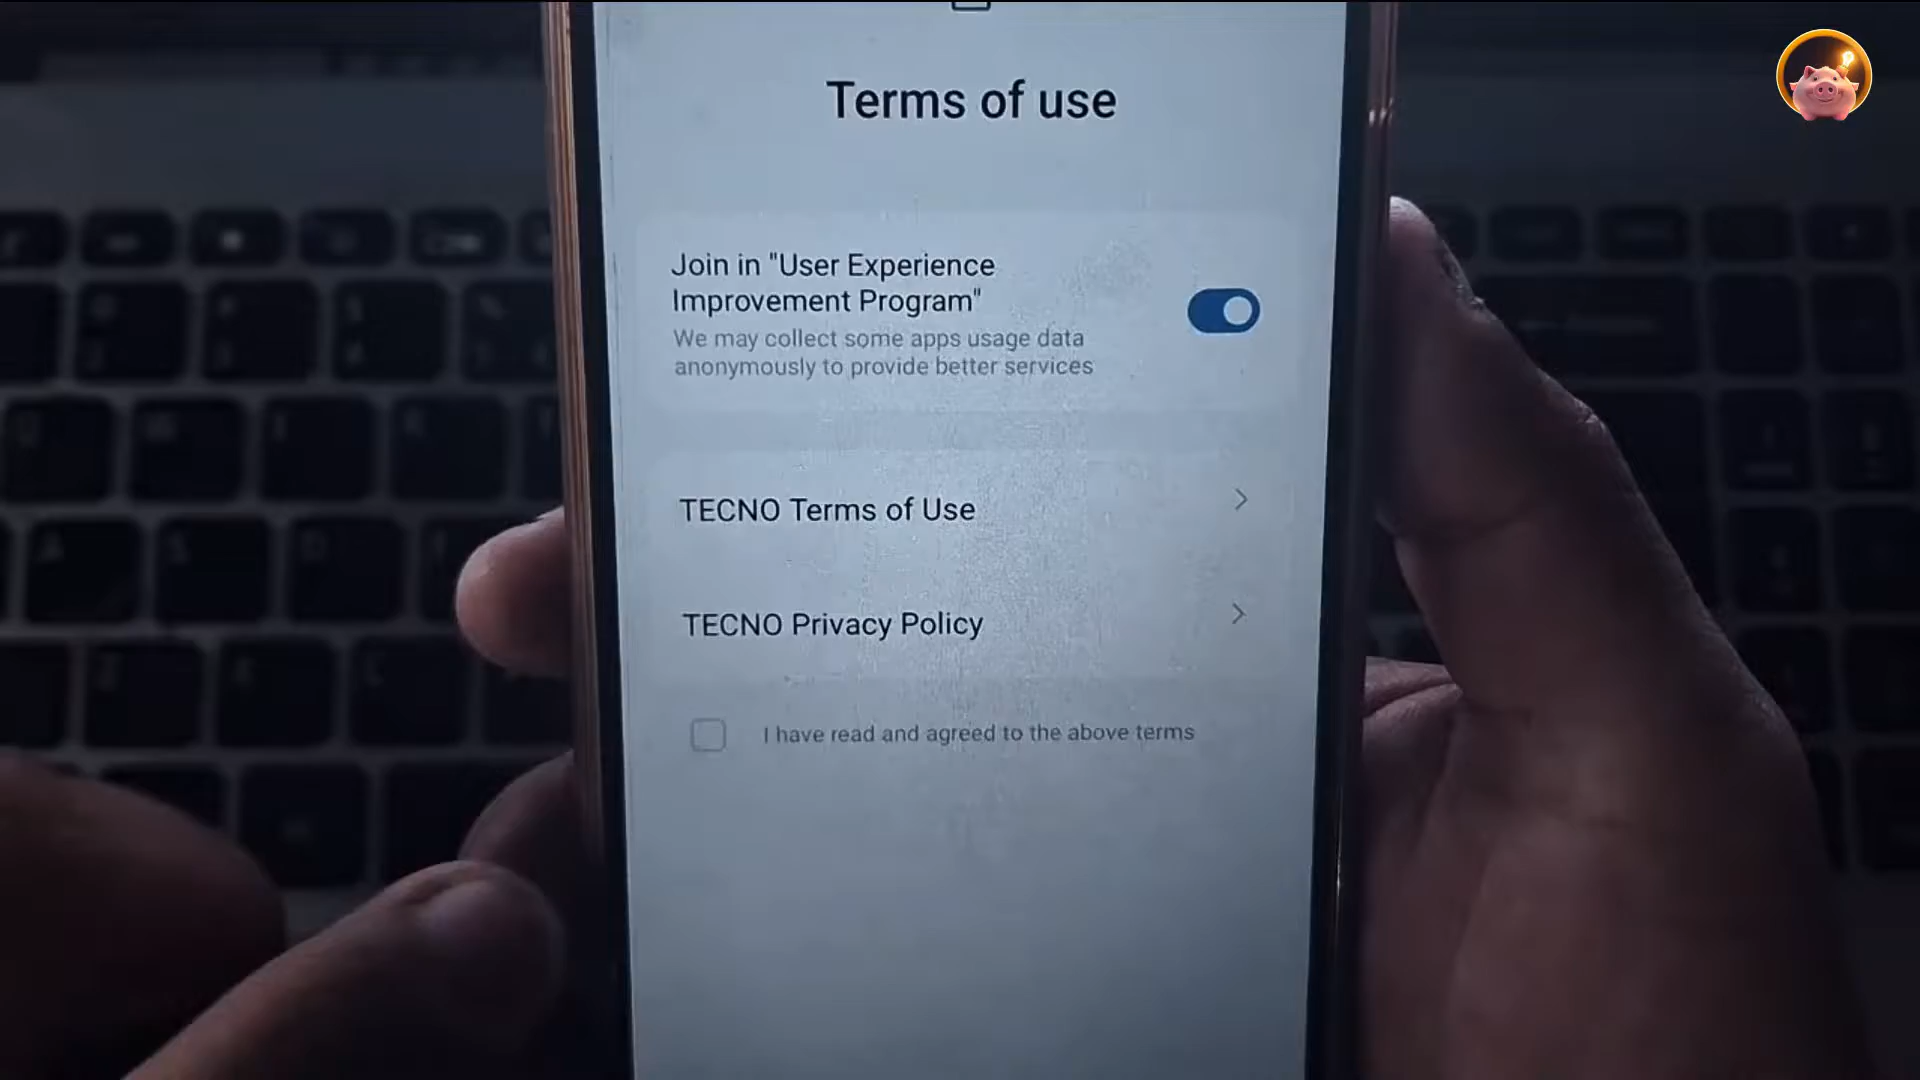 Terms of use
Join in "User Experience
Improvement Program"
We may collect some apps usage data
anonymously to provide better services
TECNO Terms of Use
TECNO Privacy Policy
I have read and agreed to the above terms